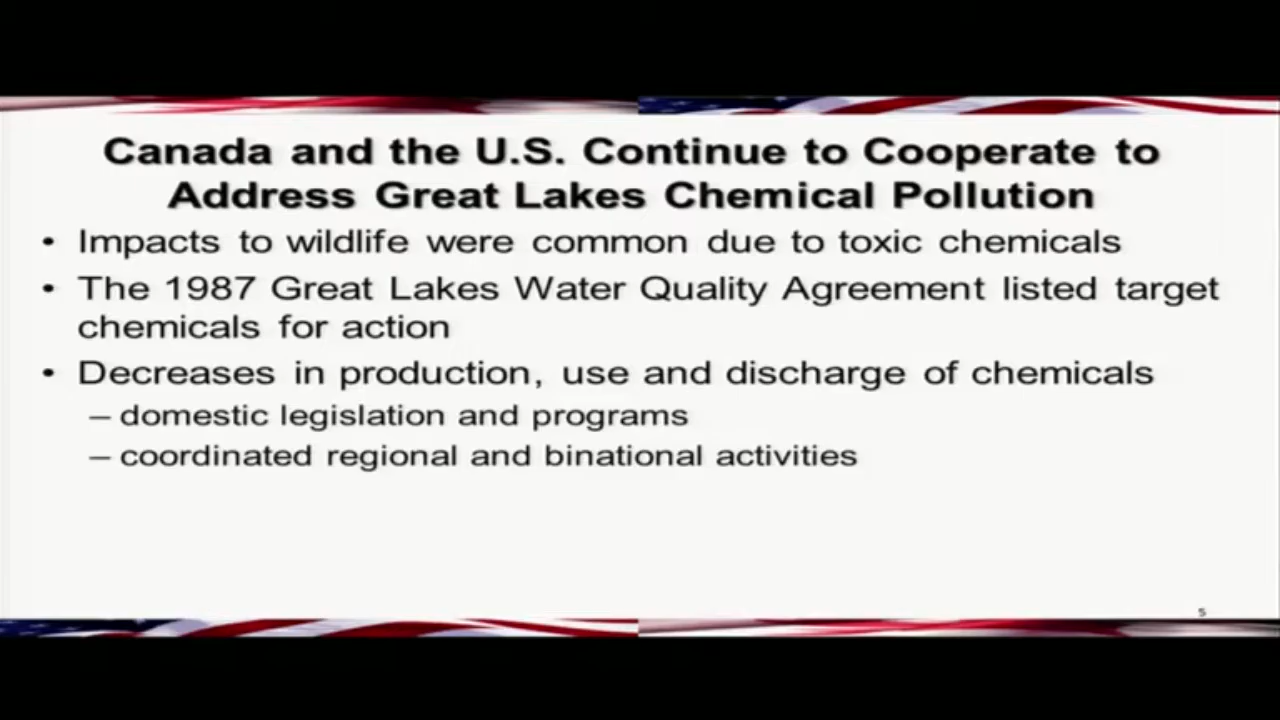 Canada and the U.S. Continue to Cooperate to
Address Great Lakes Chemical Pollution
• Impacts to wildlife were common due to toxic chemicals
• The 1987 Great Lakes Water Quality Agreement listed target
chemicals for action
• Decreases in production, use and discharge of chemicals
– domestic legislation and programs
– coordinated regional and binational activities
5